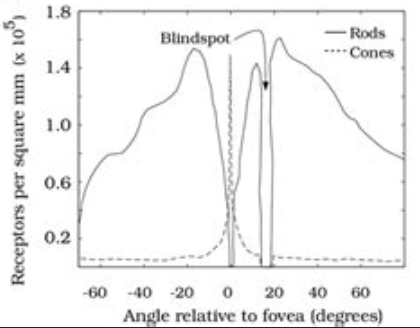 1.8
Blindspot
Rods
Cones
1.4
1.0
0.6
0.2
Receptors per square mm (x 10⁵)
-60 -40 -20 0 20 40 60
Angle relative to fovea (degrees)